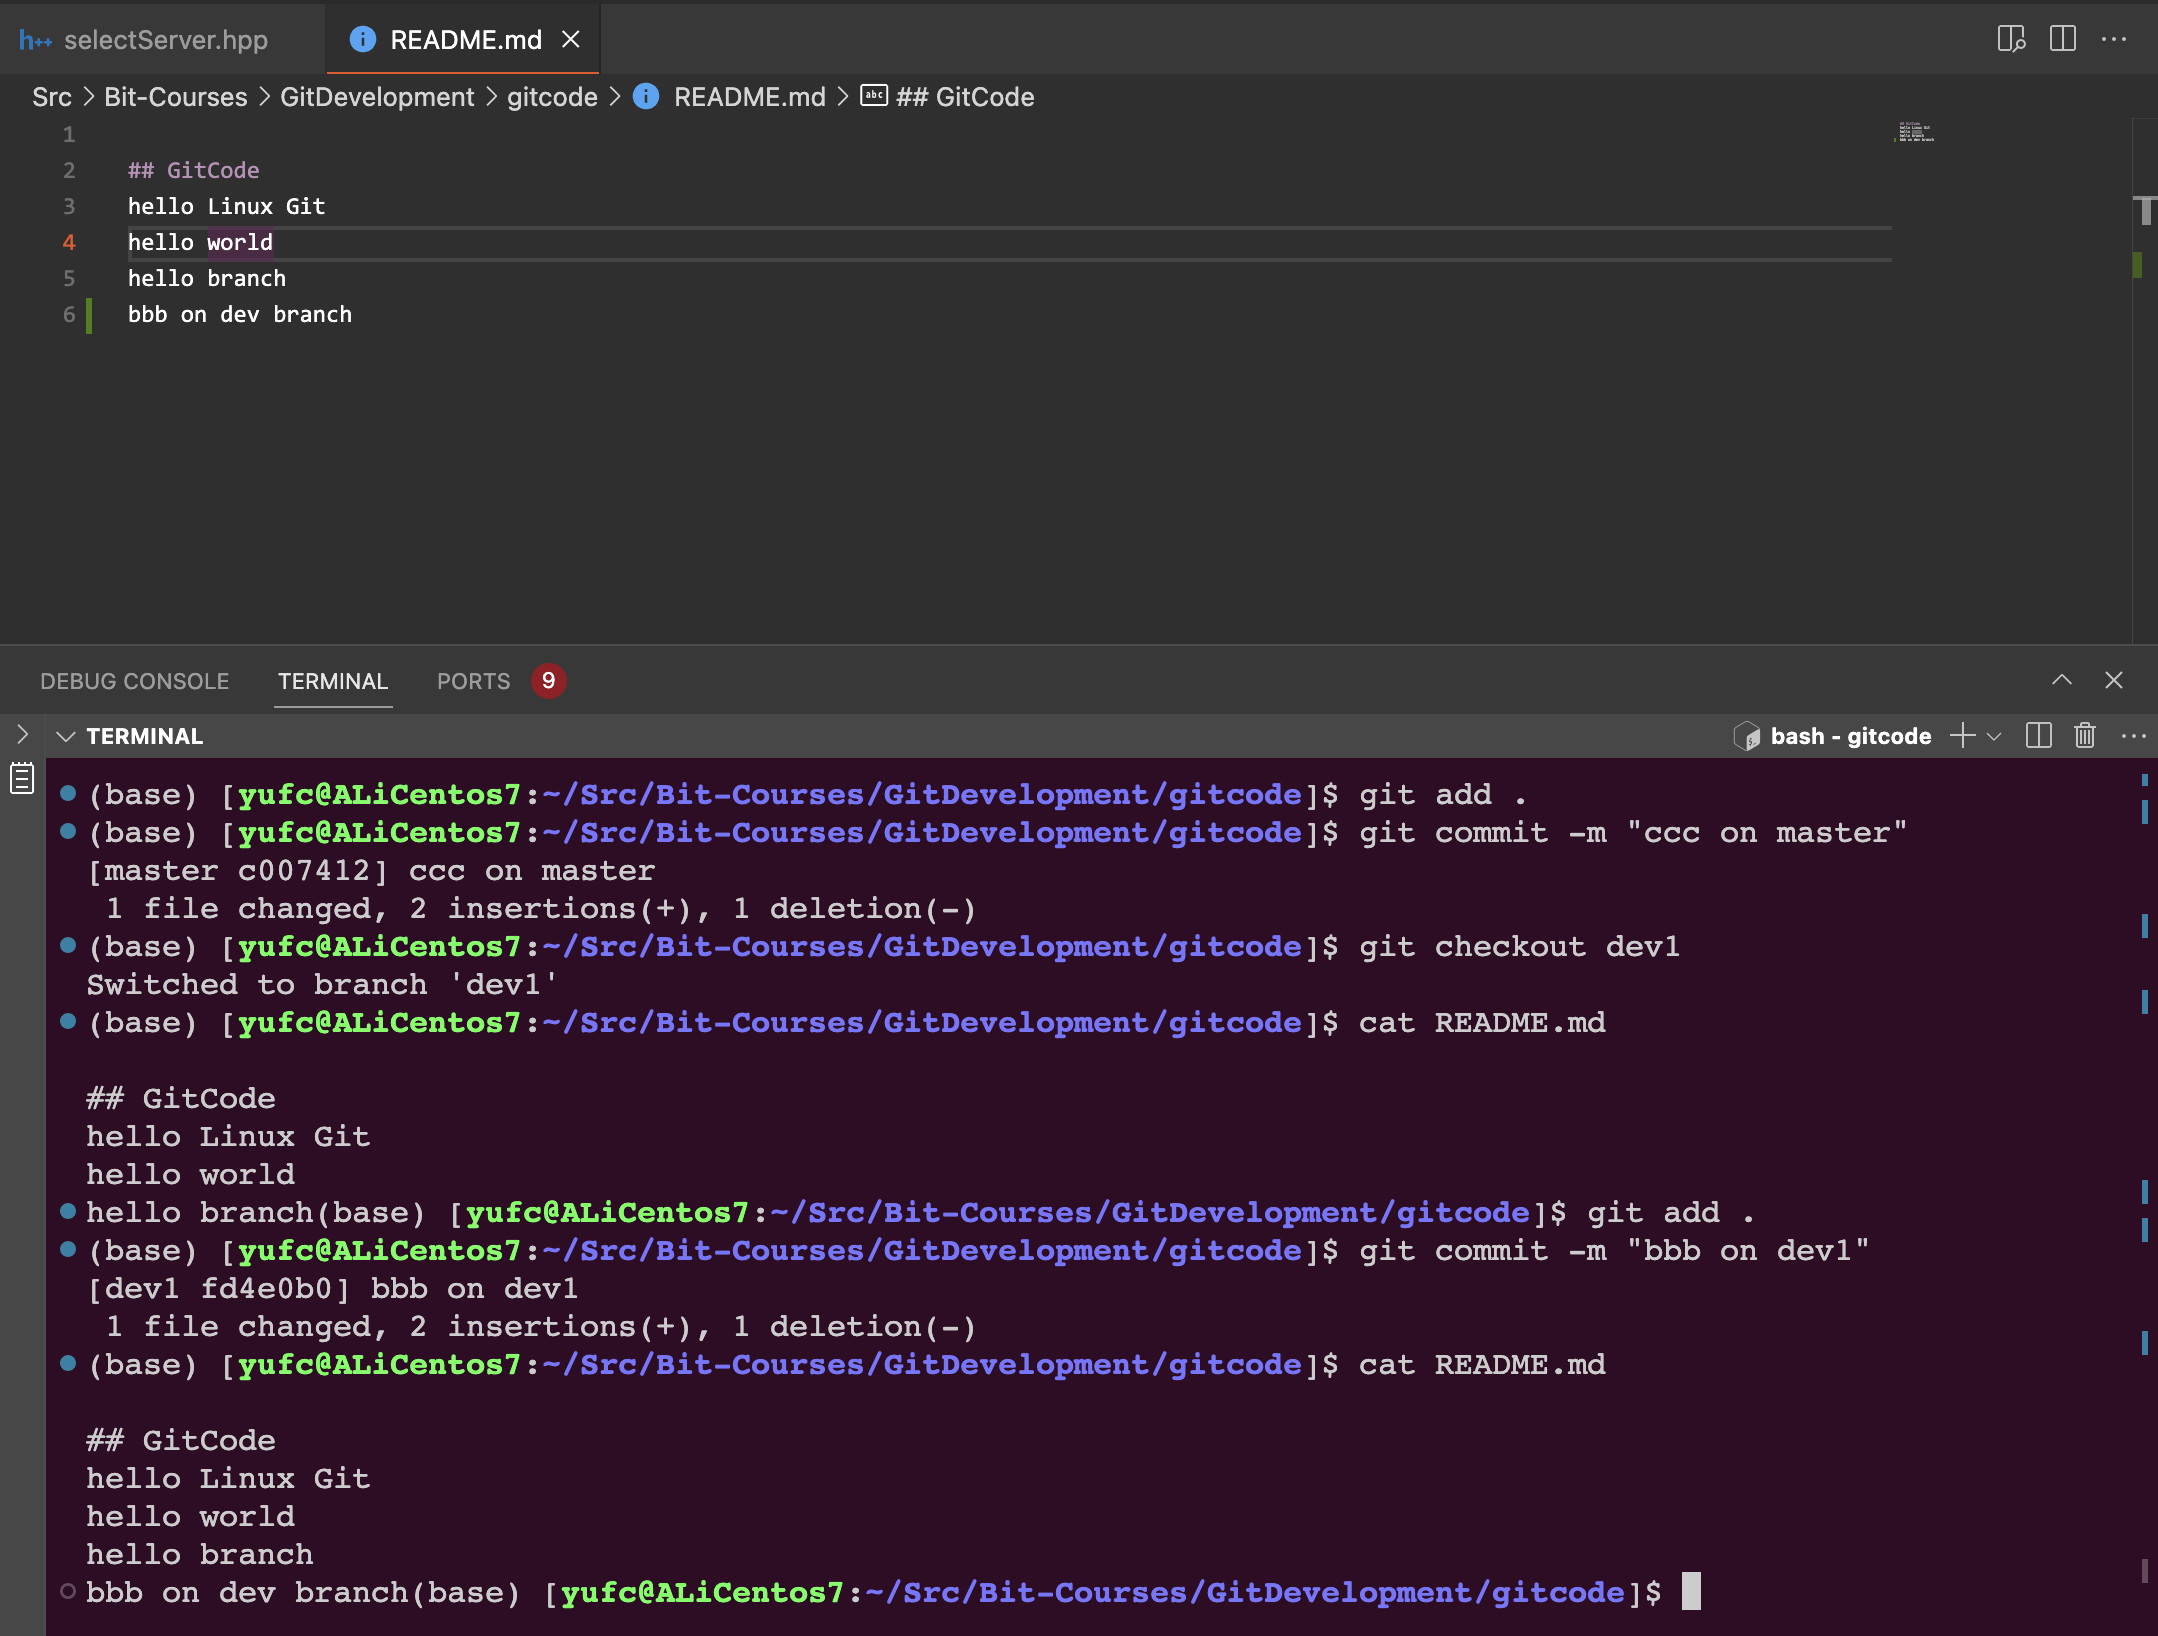 h++ selectServer.hpp README.md
Src > Bit-Courses > GitDevelopment > gitcode > README.md > abc ## GitCode
1
2 ## GitCode
3 hello Linux Git
4 hello world
5 hello branch
6 bbb on dev branch
DEBUG CONSOLE TERMINAL PORTS 9
TERMINAL bash - gitcode
(base) [yufc@ALiCentos7:~/Src/Bit-Courses/GitDevelopment/gitcode]$ git add .
(base) [yufc@ALiCentos7:~/Src/Bit-Courses/GitDevelopment/gitcode]$ git commit -m "ccc on master"
[master c007412] ccc on master
 1 file changed, 2 insertions(+), 1 deletion(-)
(base) [yufc@ALiCentos7:~/Src/Bit-Courses/GitDevelopment/gitcode]$ git checkout dev1
Switched to branch 'dev1'
(base) [yufc@ALiCentos7:~/Src/Bit-Courses/GitDevelopment/gitcode]$ cat README.md
## GitCode
hello Linux Git
hello world
hello branch(base) [yufc@ALiCentos7:~/Src/Bit-Courses/GitDevelopment/gitcode]$ git add .
(base) [yufc@ALiCentos7:~/Src/Bit-Courses/GitDevelopment/gitcode]$ git commit -m "bbb on dev1"
[dev1 fd4e0b0] bbb on dev1
 1 file changed, 2 insertions(+), 1 deletion(-)
(base) [yufc@ALiCentos7:~/Src/Bit-Courses/GitDevelopment/gitcode]$ cat README.md
## GitCode
hello Linux Git
hello world
hello branch
bbb on dev branch(base) [yufc@ALiCentos7:~/Src/Bit-Courses/GitDevelopment/gitcode]$